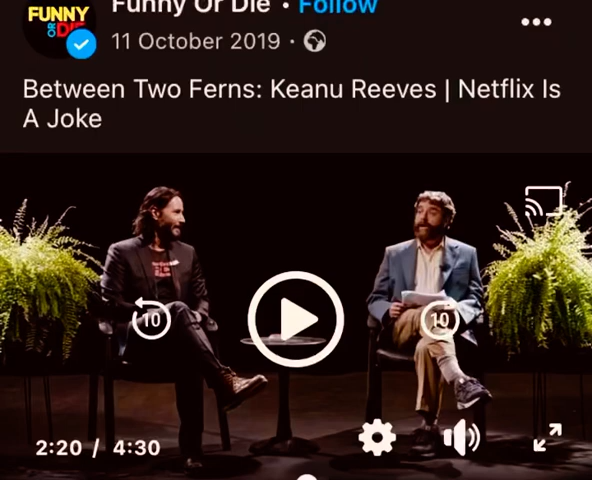 FUNNY
OR DIE
Funny Or Die • Follow
11 October 2019 ·
Between Two Ferns: Keanu Reeves | Netflix Is
A Joke
10
10
2:20 / 4:30